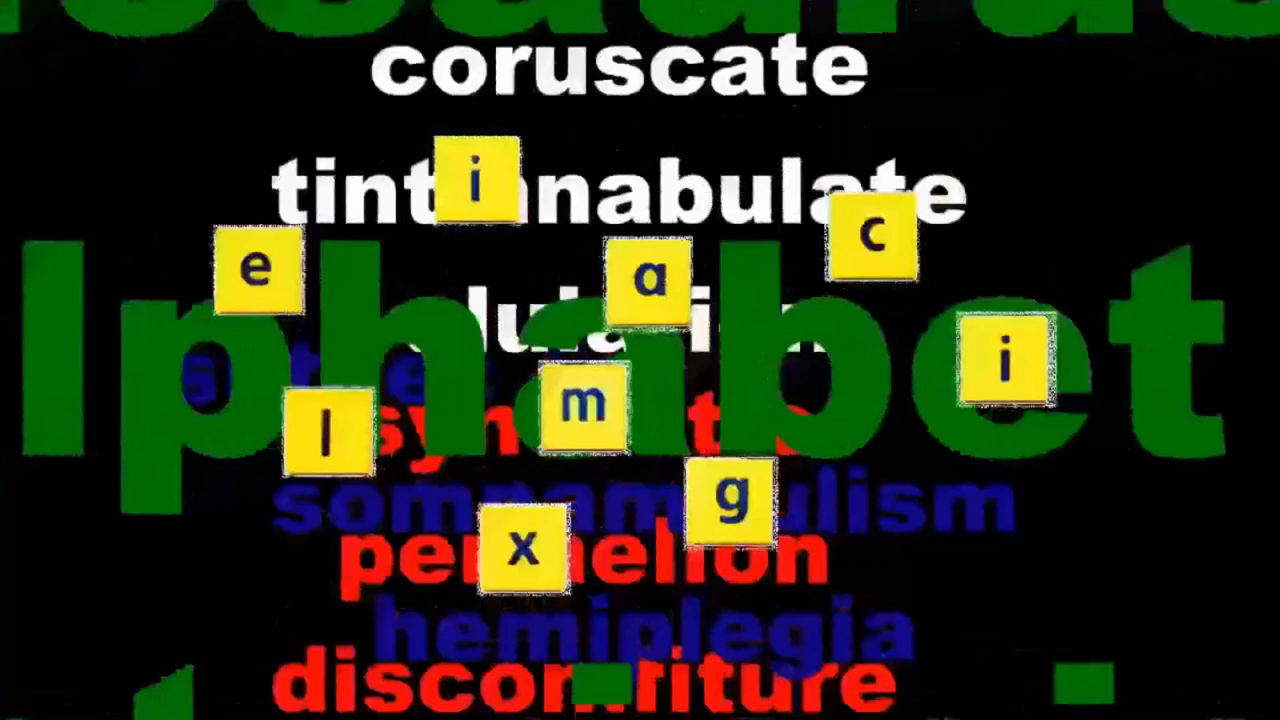 coruscate
i
tintinnabulate
c
e
a
lphabet
i
l
m
somnambulism
g
x
perihelion
hemiplegia
discomfiture